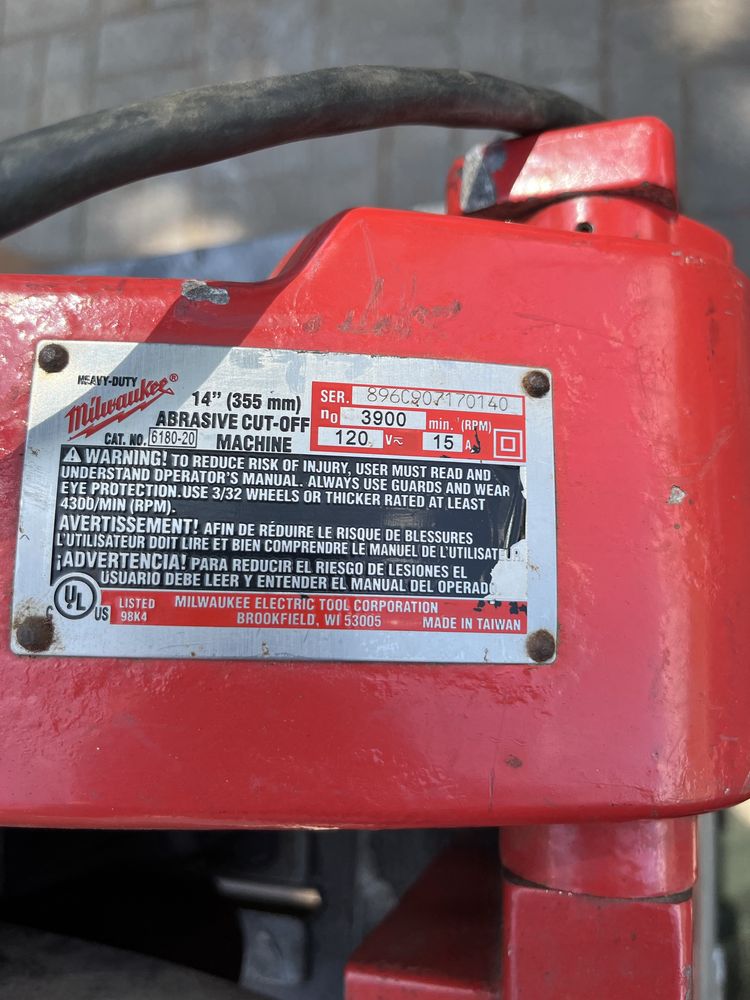 HEAVY-DUTY
Milwaukee®
14" (355 mm)
ABRASIVE CUT-OFF
MACHINE
CAT. NO. 6180-20
SER. 896C907170140
n0 3900 min. (RPM)
120 V 15 A
⚠ WARNING! TO REDUCE RISK OF INJURY, USER MUST READ AND
UNDERSTAND OPERATOR'S MANUAL. ALWAYS USE GUARDS AND WEAR
EYE PROTECTION. USE 3/32 WHEELS OR THICKER RATED AT LEAST
4300/MIN (RPM).
AVERTISSEMENT! AFIN DE RÉDUIRE LE RISQUE DE BLESSURES
L'UTILISATEUR DOIT LIRE ET BIEN COMPRENDRE LE MANUEL DE L'UTILISATEUR.
¡ADVERTENCIA! PARA REDUCIR EL RIESGO DE LESIONES EL
USUARIO DEBE LEER Y ENTENDER EL MANUAL DEL OPERADO
C UL US
LISTED
98K4
MILWAUKEE ELECTRIC TOOL CORPORATION
BROOKFIELD, WI 53005
MADE IN TAIWAN